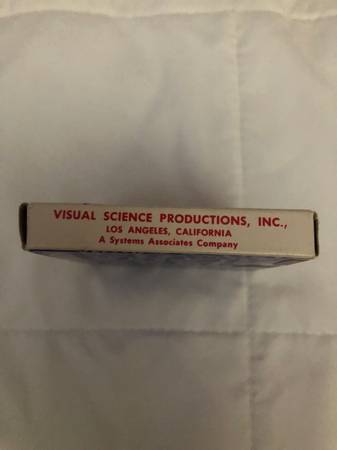 VISUAL SCIENCE PRODUCTIONS, INC.,
LOS ANGELES, CALIFORNIA
A Systems Associates Company